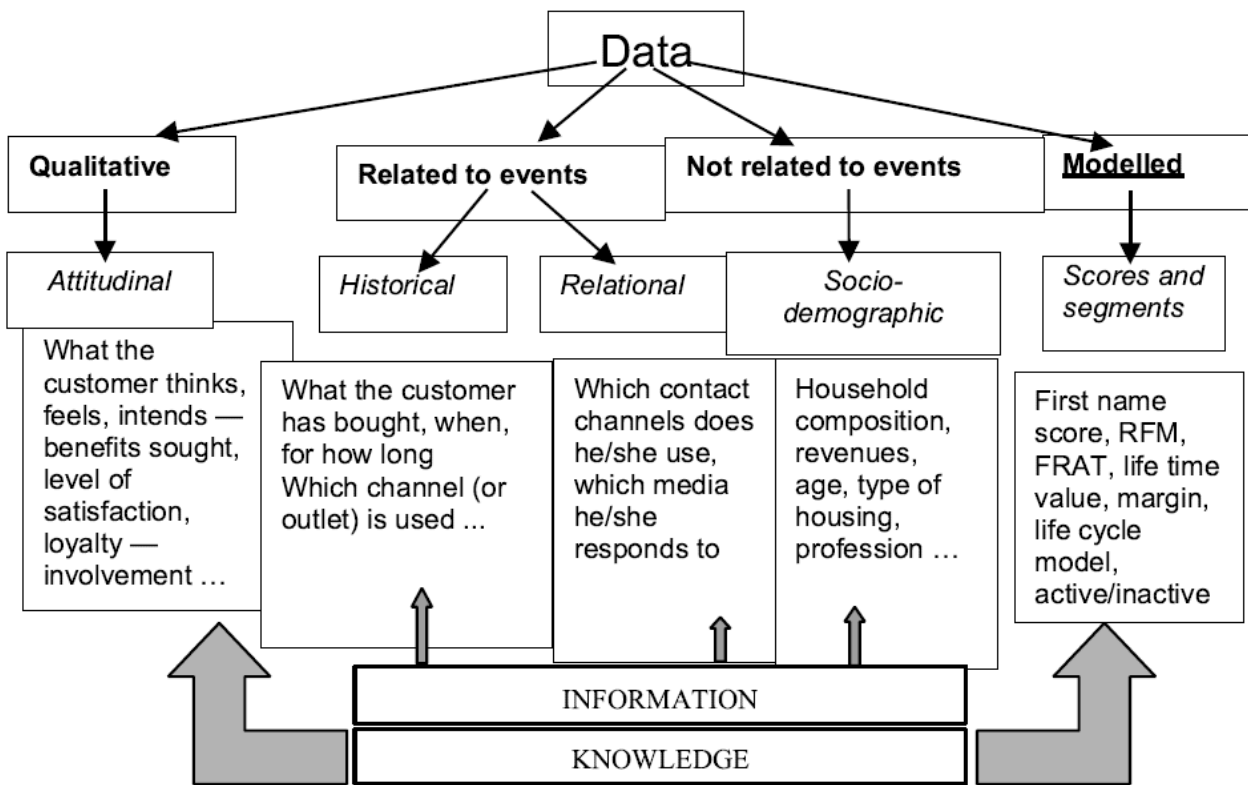 Data
Qualitative
Related to events
Not related to events
Modelled
Attitudinal
Historical
Relational
Socio-
demographic
Scores and
segments
What the
customer thinks,
feels, intends —
benefits sought,
level of
satisfaction,
loyalty —
involvement …
What the customer
has bought, when,
for how long
Which channel (or
outlet) is used ...
Which contact
channels does
he/she use,
which media
he/she
responds to
Household
composition,
revenues,
age, type of
housing,
profession …
First name
score, RFM,
FRAT, life time
value, margin,
life cycle
model,
active/inactive
INFORMATION
KNOWLEDGE